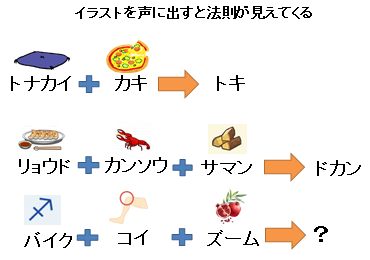 イラストを声に出すと法則が見えてくる
トナカイ + カキ トキ
リョウド + カンソウ + サマン ドカン
バイク + コイ + ズーム ?